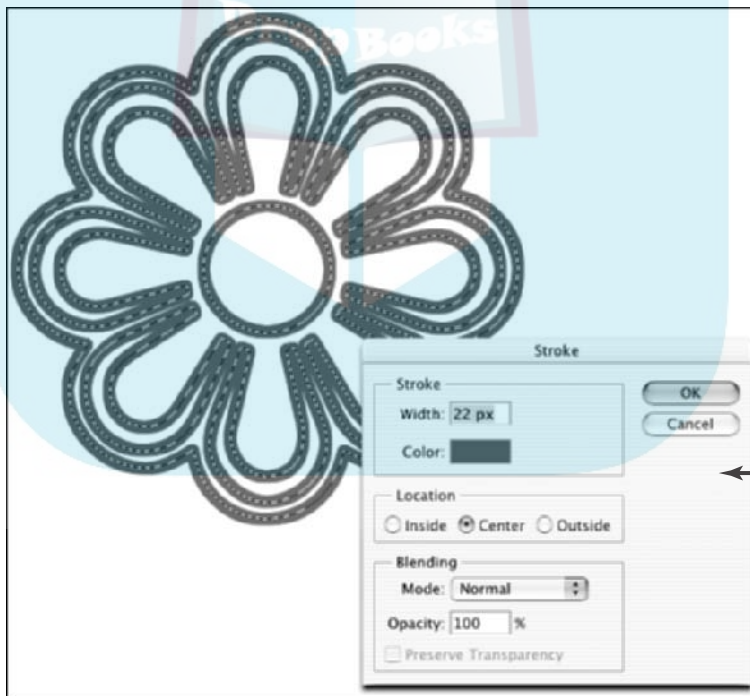 Books
Stroke
Stroke
Width: 22 px
Color:
OK
Cancel
Location
Inside Center Outside
Blending
Mode: Normal
Opacity: 100 %
Preserve Transparency